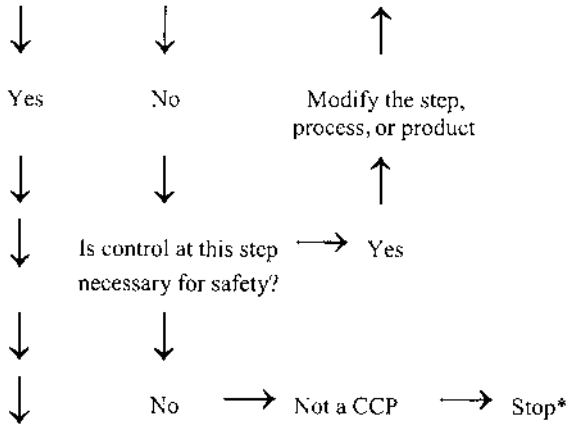 Yes
No
Modify the step,
process, or product
Is control at this step
necessary for safety?
Yes
No
Not a CCP
Stop*